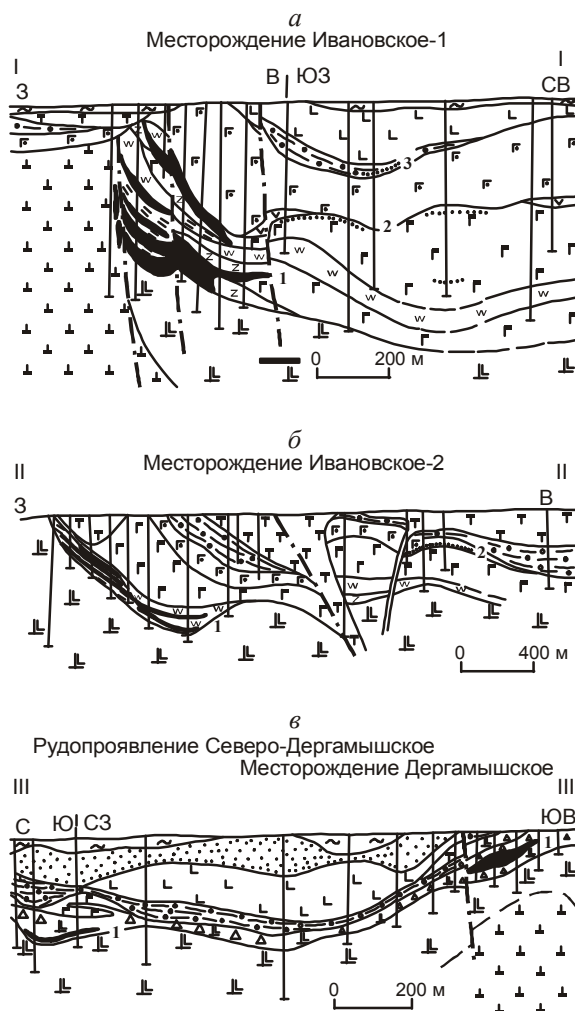 а
Месторождение Ивановское-1
I I
З В ЮЗ СВ
3
2
1
0 200 м
б
Месторождение Ивановское-2
II II
З В
2
1
0 400 м
в
Рудопроявление Северо-Дергамышское
Месторождение Дергамышское
III III
С Ю СЗ ЮВ
1
1
0 200 м